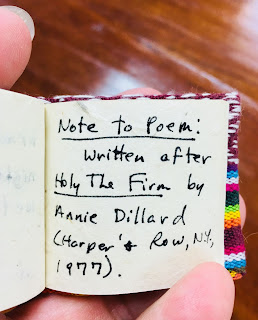 Note to Poem:
Written after
Holy The Firm by
Annie Dillard
(Harper & Row, N.Y.,
1977).